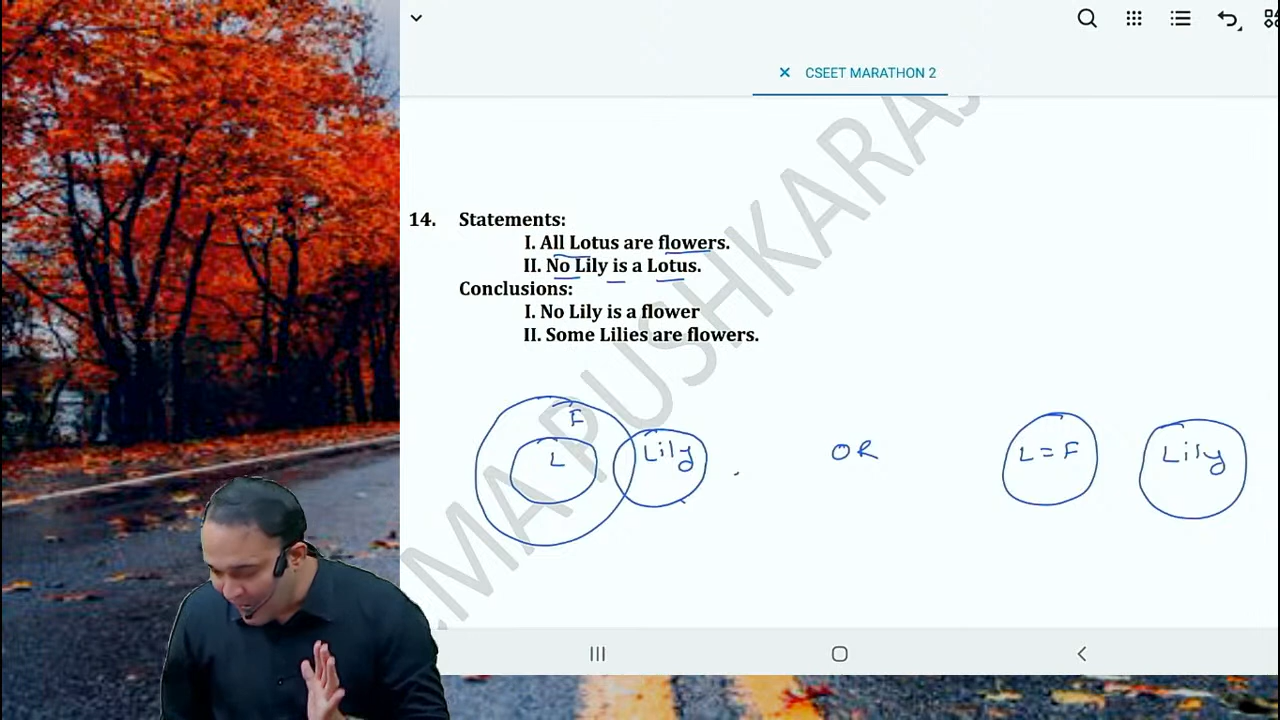 CSEET MARATHON 2
14. Statements:
I. All Lotus are flowers.
II. No Lily is a Lotus.
Conclusions:
I. No Lily is a flower
II. Some Lilies are flowers.
F
L
Lily
OR
L = F
Lily